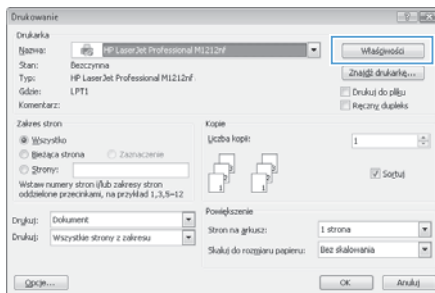 Drukowanie
Drukarka
Nazwa: HP LaserJet Professional M1212nf
Właściwości
Stan: Bezczynna
Typ: HP LaserJet Professional M1212nf
Znajdź drukarkę...
Gdzie: LPT1
Drukuj do pliku
Komentarz:
Ręczny dupleks
Zakres stron
Wszystko
Bieżąca strona Zaznaczenie
Strony:
Wstaw numery stron i/lub zakresy stron
oddzielone przecinkami, na przykład 1,3,5-12
Kopie
Liczba kopii: 1
Sortuj
Drukuj: Dokument
Drukuj: Wszystkie strony z zakresu
Powiększenie
Stron na arkusz: 1 strona
Skaluj do rozmiaru papieru: Bez skalowania
Opcje...
OK Anuluj